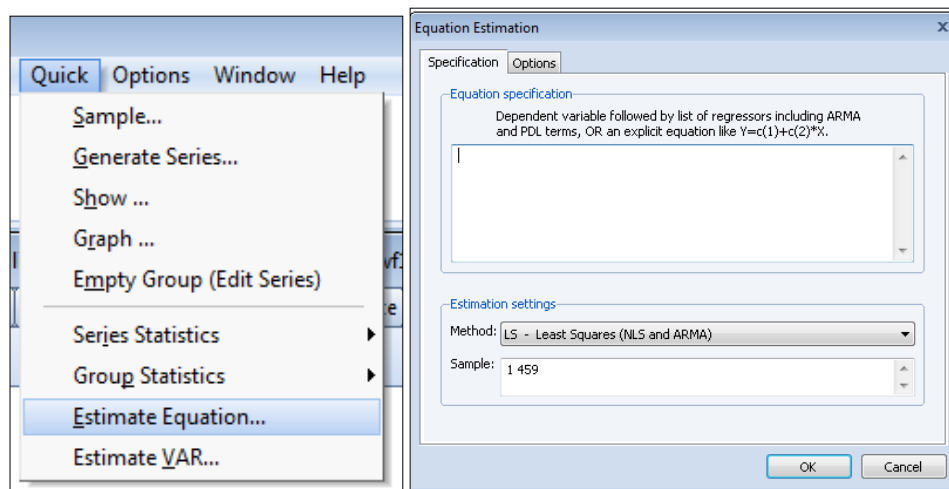 Quick Options Window Help
Sample...
Generate Series...
Show ...
Graph ...
Empty Group (Edit Series)
Series Statistics
Group Statistics
Estimate Equation...
Estimate VAR...
Equation Estimation
Specification Options
Equation specification
Dependent variable followed by list of regressors including ARMA
and PDL terms, OR an explicit equation like Y=c(1)+c(2)*X.
Estimation settings
Method: LS - Least Squares (NLS and ARMA)
Sample: 1 459
OK Cancel